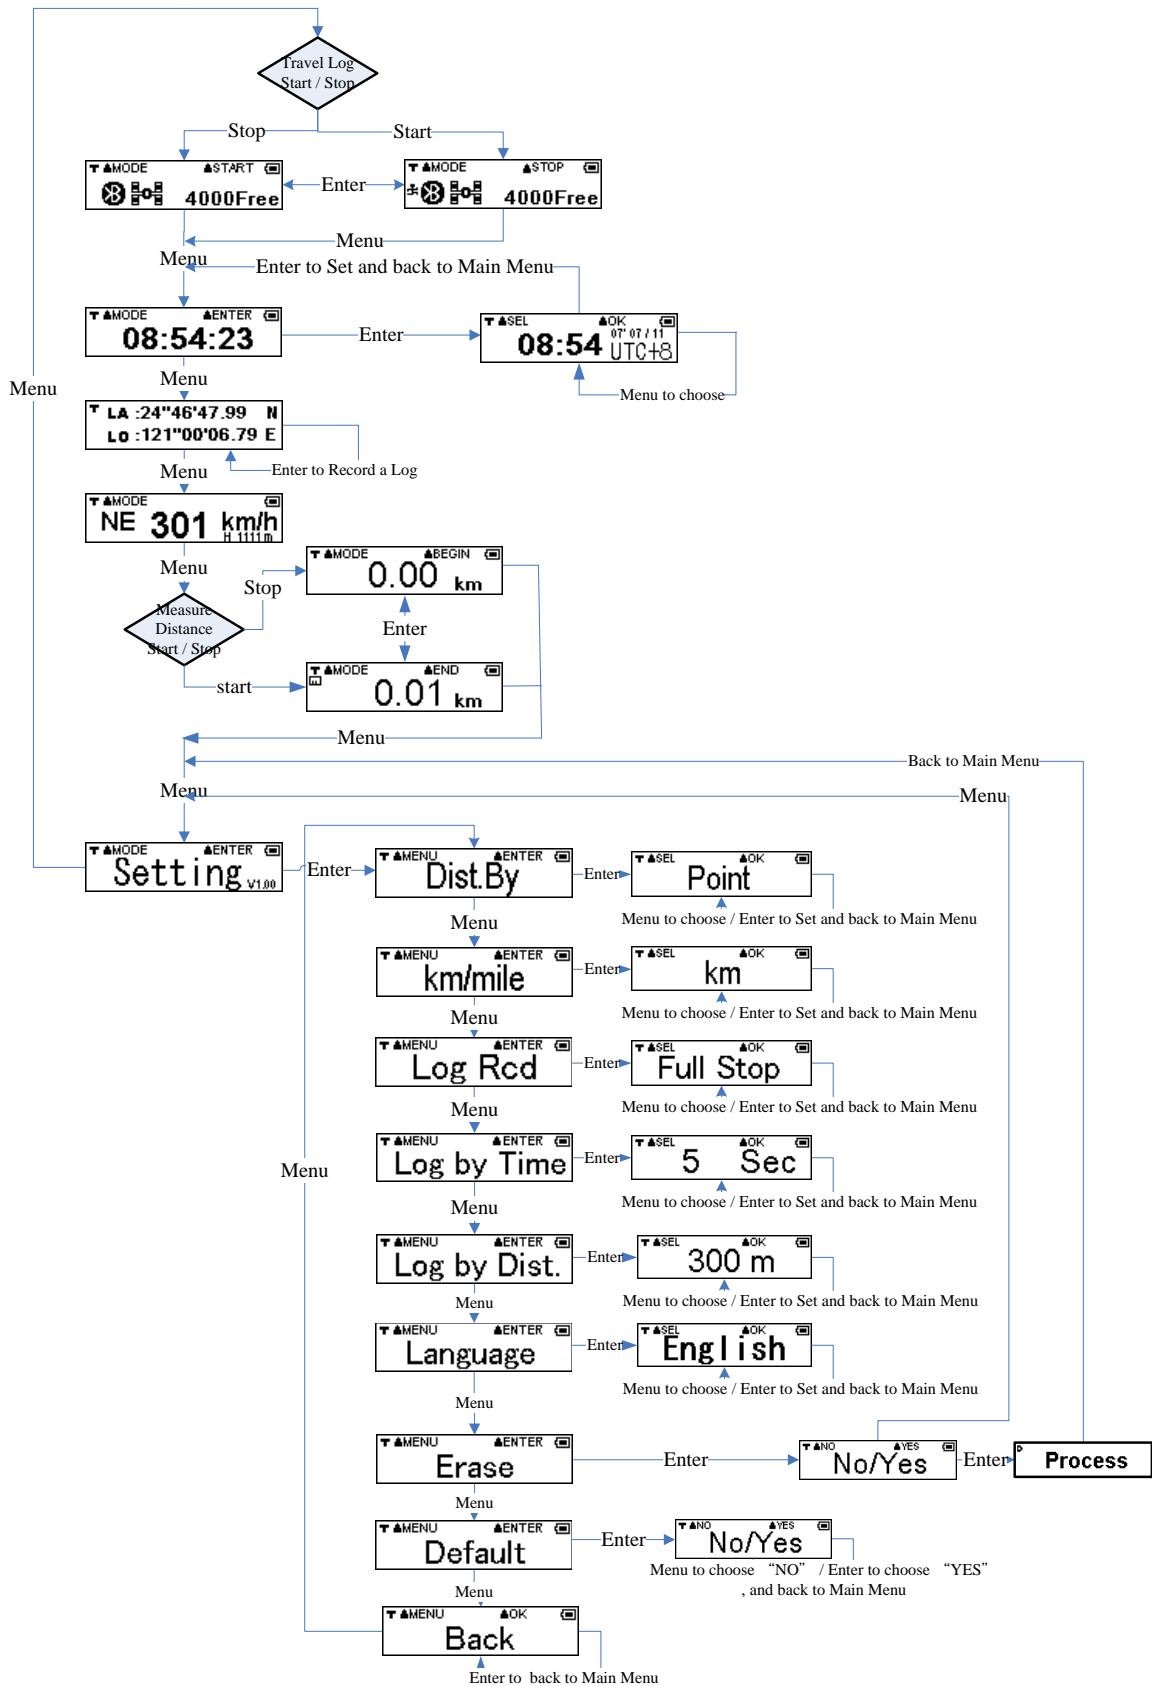 Travel Log
Start / Stop
Stop
Start
MODE START
4000Free
Enter
MODE STOP
4000Free
Menu
Menu
Enter to Set and back to Main Menu
MODE ENTER
08:54:23
Enter
SEL OK
08:54 07' 07 / 11
UTC+8
Menu to choose
Menu
Menu
LA :24"46'47.99 N
LO :121"00'06.79 E
Enter to Record a Log
Menu
MODE
NE 301 km/h
H 1111m
Menu
Measure
Distance
Start / Stop
Stop
MODE BEGIN
0.00 km
Enter
start
MODE END
0.01 km
Menu
Back to Main Menu
Menu
Menu
MODE ENTER
Setting V1.00
Enter
MENU ENTER
Dist.By
Enter
SEL OK
Point
Menu to choose / Enter to Set and back to Main Menu
Menu
MENU ENTER
km/mile
Enter
SEL OK
km
Menu to choose / Enter to Set and back to Main Menu
Menu
MENU ENTER
Log Rcd
Enter
SEL OK
Full Stop
Menu to choose / Enter to Set and back to Main Menu
Menu
MENU ENTER
Log by Time
Enter
SEL OK
5 Sec
Menu to choose / Enter to Set and back to Main Menu
Menu
Menu
MENU ENTER
Log by Dist.
Enter
SEL OK
300 m
Menu to choose / Enter to Set and back to Main Menu
Menu
MENU ENTER
Language
Enter
SEL OK
English
Menu to choose / Enter to Set and back to Main Menu
Menu
MENU ENTER
Erase
Enter
NO YES
No/Yes
Enter
Process
Menu
MENU ENTER
Default
Enter
NO YES
No/Yes
Menu to choose “NO” / Enter to choose “YES”
, and back to Main Menu
Menu
MENU OK
Back
Enter to back to Main Menu